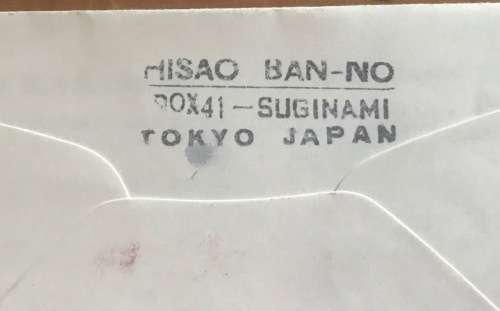 HISAO BAN-NO
BOX41-SUGINAMI
TOKYO JAPAN